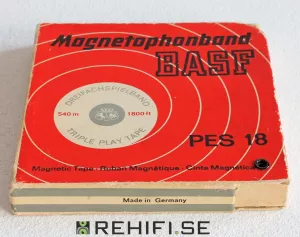 Magnetophonband
BASF
DREIFACHSPIELBAND
540 m 1800 ft
TRIPLE PLAY TAPE
PES 18
Magnetic Tape · Ruban Magnétique · Cinta Magnética
Made in Germany
REHIFI.SE